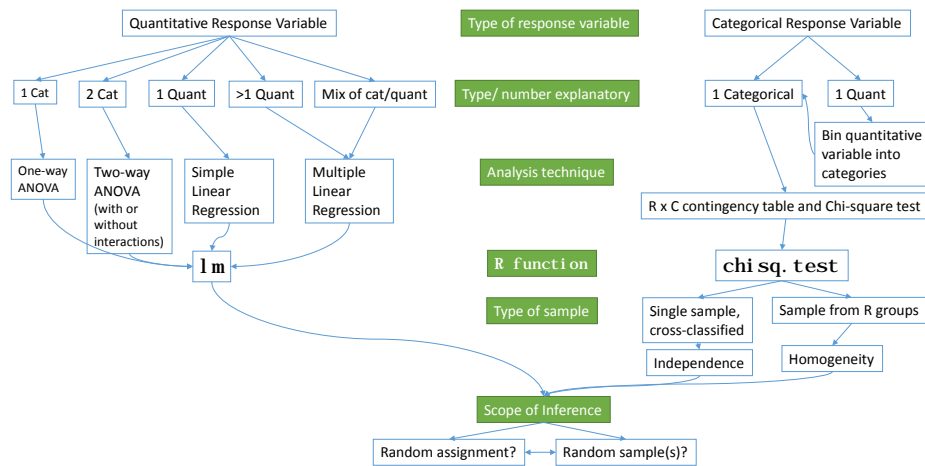 Quantitative Response Variable
Type of response variable
Categorical Response Variable
1 Cat
2 Cat
1 Quant
>1 Quant
Mix of cat/quant
Type/ number explanatory
1 Categorical
1 Quant
Bin quantitative
variable into
categories
One-way
ANOVA
Two-way
ANOVA
(with or
without
interactions)
Simple
Linear
Regression
Multiple
Linear
Regression
Analysis technique
R x C contingency table and Chi-square test
lm
R function
chisq.test
Type of sample
Single sample,
cross-classified
Sample from R groups
Independence
Homogeneity
Scope of Inference
Random assignment?
Random sample(s)?